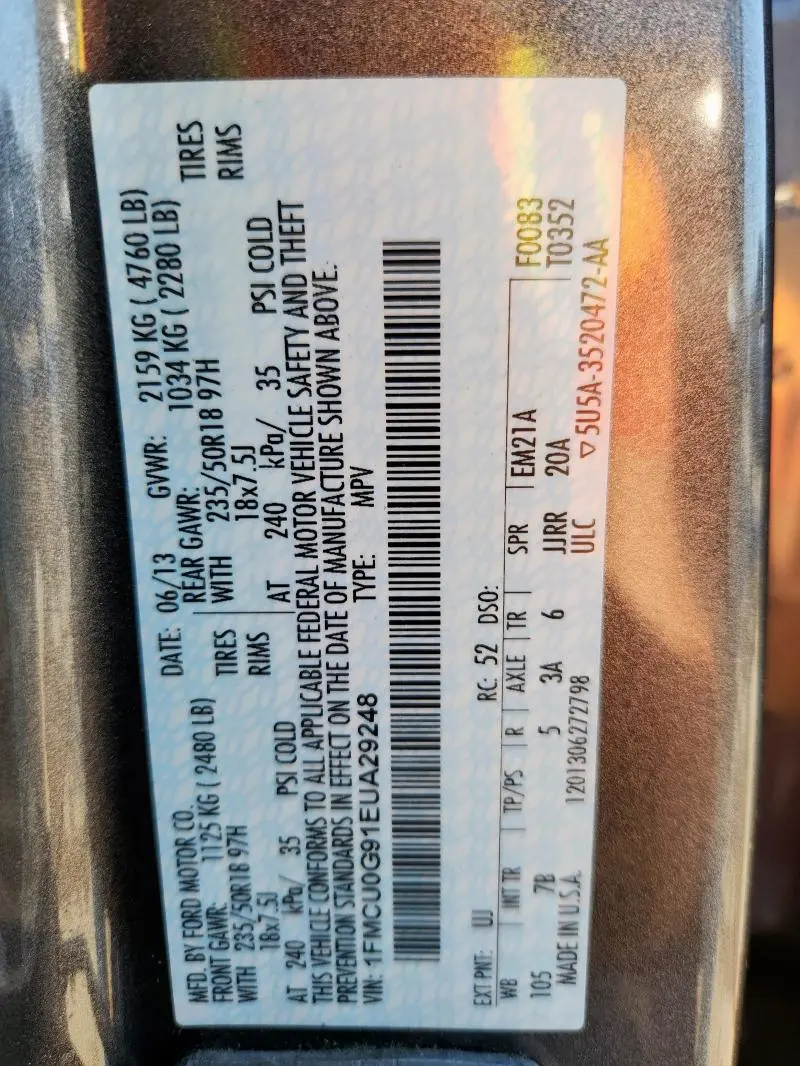 MFD. BY FORD MOTOR CO.
DATE: 06/13 GVWR: 2159 KG ( 4760 LB)
FRONT GAWR: 1125 KG ( 2480 LB)
REAR GAWR: 1034 KG ( 2280 LB)
WITH 235/50R18 97H TIRES
WITH 235/50R18 97H TIRES
18x7.5J RIMS
18x7.5J RIMS
AT 240 kPa/ 35 PSI COLD
AT 240 kPa/ 35 PSI COLD
THIS VEHICLE CONFORMS TO ALL APPLICABLE FEDERAL MOTOR VEHICLE SAFETY AND THEFT
PREVENTION STANDARDS IN EFFECT ON THE DATE OF MANUFACTURE SHOWN ABOVE.
VIN: 1FMCU0G91EUA29248 TYPE: MPV
EXT PNT: UJ RC: 52 DSO:
WB INT TR TP/PS R AXLE TR SPR EM21A F0083
105 7B 5 3A 6 JJRR 20A T0352
MADE IN U.S.A. 1201306272798 ULC ▽5U5A-3520472-AA